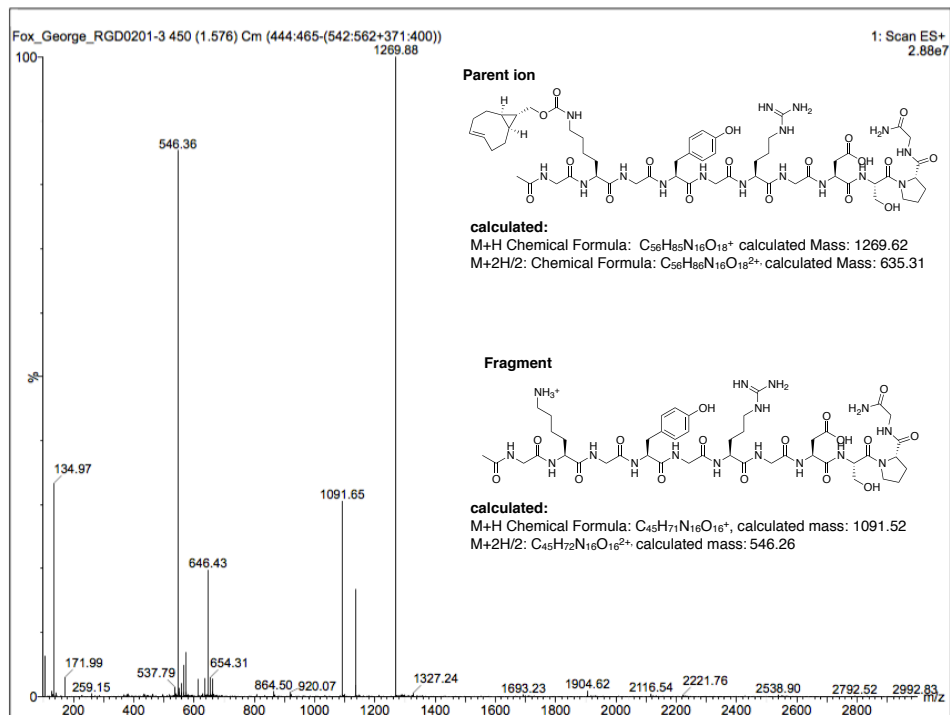 Fox_George_RGD0201-3 450 (1.576) Cm (444:465-(542:562+371:400))
1: Scan ES+
2.88e7
100
%
0
1269.88
546.36
134.97
1091.65
646.43
171.99
259.15
537.79
654.31
864.50
920.07
1327.24
1693.23
1904.62
2116.54
2221.76
2538.90
2792.52
2992.83
200 400 600 800 1000 1200 1400 1600 1800 2000 2200 2400 2600 2800
m/z
Parent ion
H
H
O
O
NH
HN
NH2
NH
OH
O
H2N
O
NH
O
OH
O
OH
calculated:
M+H Chemical Formula: C56H85N16O18+ calculated Mass: 1269.62
M+2H/2: Chemical Formula: C56H86N16O182+, calculated Mass: 635.31
Fragment
NH3+
OH
HN
NH2
NH
O
H2N
O
NH
O
OH
O
OH
calculated:
M+H Chemical Formula: C45H71N16O16+, calculated mass: 1091.52
M+2H/2: C45H72N16O162+, calculated mass: 546.26